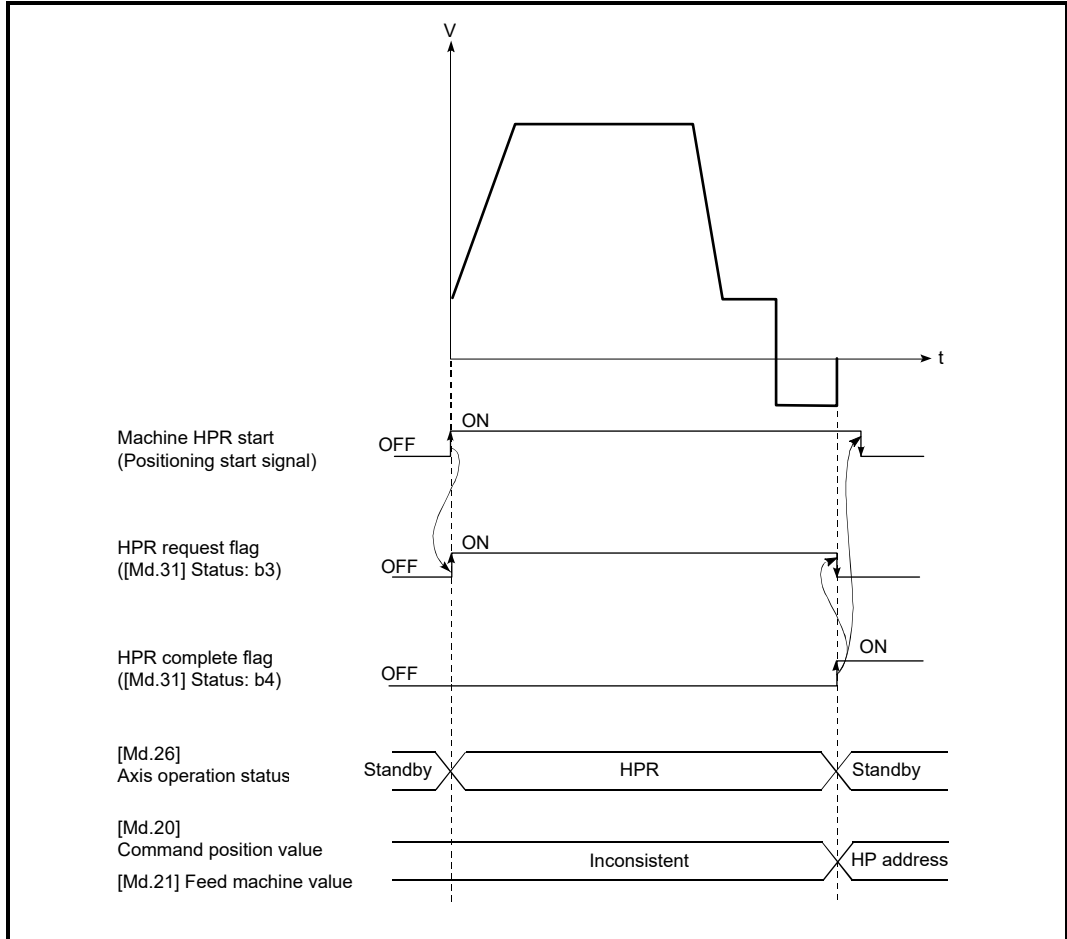 V
t
Machine HPR start
(Positioning start signal)
OFF
ON
HPR request flag
([Md.31] Status: b3)
OFF
ON
HPR complete flag
([Md.31] Status: b4)
OFF
ON
[Md.26]
Axis operation status
Standby
HPR
Standby
[Md.20]
Command position value
[Md.21] Feed machine value
Inconsistent
HP address